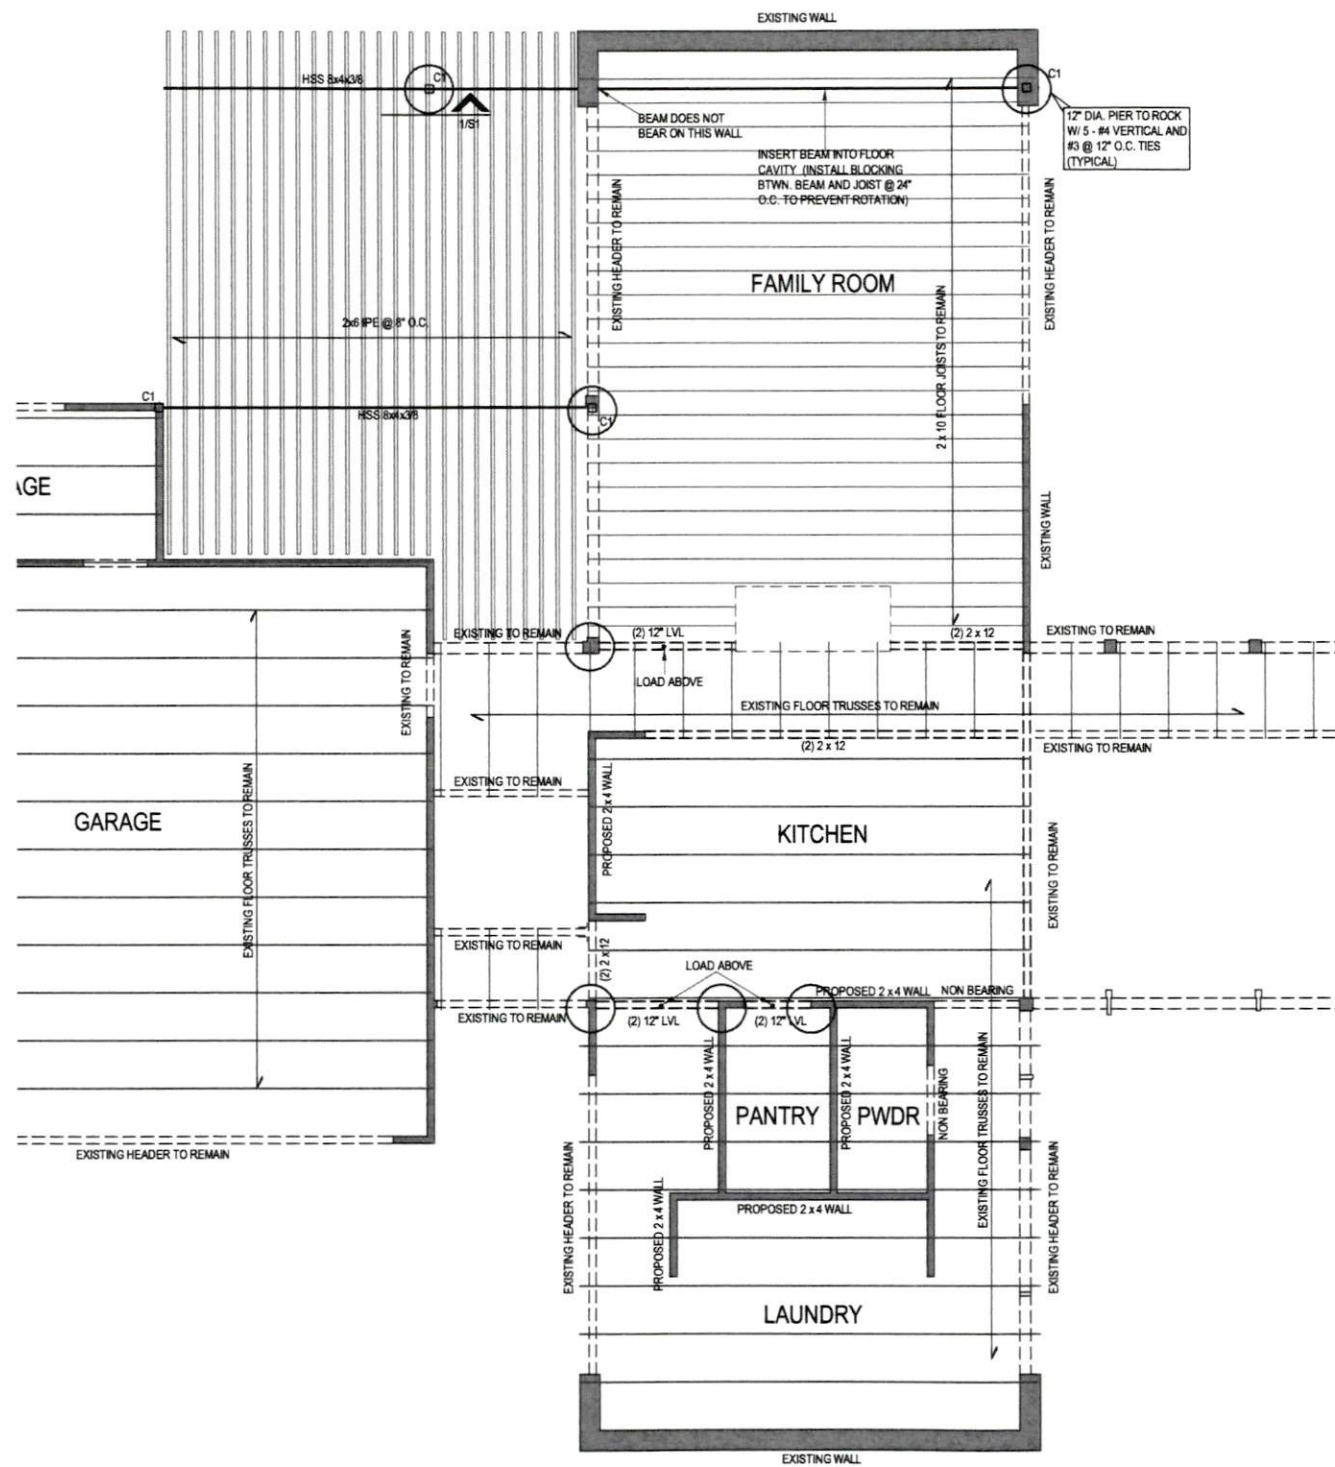 EXISTING WALL
HSS 8x4x3/8
C1
1/S1
C1
BEAM DOES NOT
BEAR ON THIS WALL
12" DIA. PIER TO ROCK
W/ 5 - #4 VERTICAL AND
#3 @ 12" O.C. TIES
(TYPICAL)
INSERT BEAM INTO FLOOR
CAVITY (INSTALL BLOCKING
BTWN. BEAM AND JOIST @ 24"
O.C. TO PREVENT ROTATION)
EXISTING HEADER TO REMAIN
EXISTING HEADER TO REMAIN
FAMILY ROOM
2x6 IPE @ 8" O.C.
2 x 10 FLOOR JOISTS TO REMAIN
C1
HSS 8x4x3/8
C1
AGE
EXISTING WALL
EXISTING TO REMAIN
(2) 12" LVL
(2) 2 x 12
EXISTING TO REMAIN
EXISTING TO REMAIN
LOAD ABOVE
EXISTING FLOOR TRUSSES TO REMAIN
(2) 2 x 12
EXISTING TO REMAIN
EXISTING TO REMAIN
PROPOSED 2 x 4 WALL
GARAGE
EXISTING FLOOR TRUSSES TO REMAIN
KITCHEN
EXISTING TO REMAIN
EXISTING TO REMAIN
(2) 2 x 12
LOAD ABOVE
PROPOSED 2 x 4 WALL
NON BEARING
EXISTING TO REMAIN
(2) 12" LVL
(2) 12" LVL
PROPOSED 2 x 4 WALL
PROPOSED 2 x 4 WALL
NON BEARING
EXISTING FLOOR TRUSSES TO REMAIN
PANTRY
PWDR
EXISTING HEADER TO REMAIN
EXISTING HEADER TO REMAIN
PROPOSED 2 x 4 WALL
PROPOSED 2 x 4 WALL
EXISTING HEADER TO REMAIN
LAUNDRY
EXISTING WALL